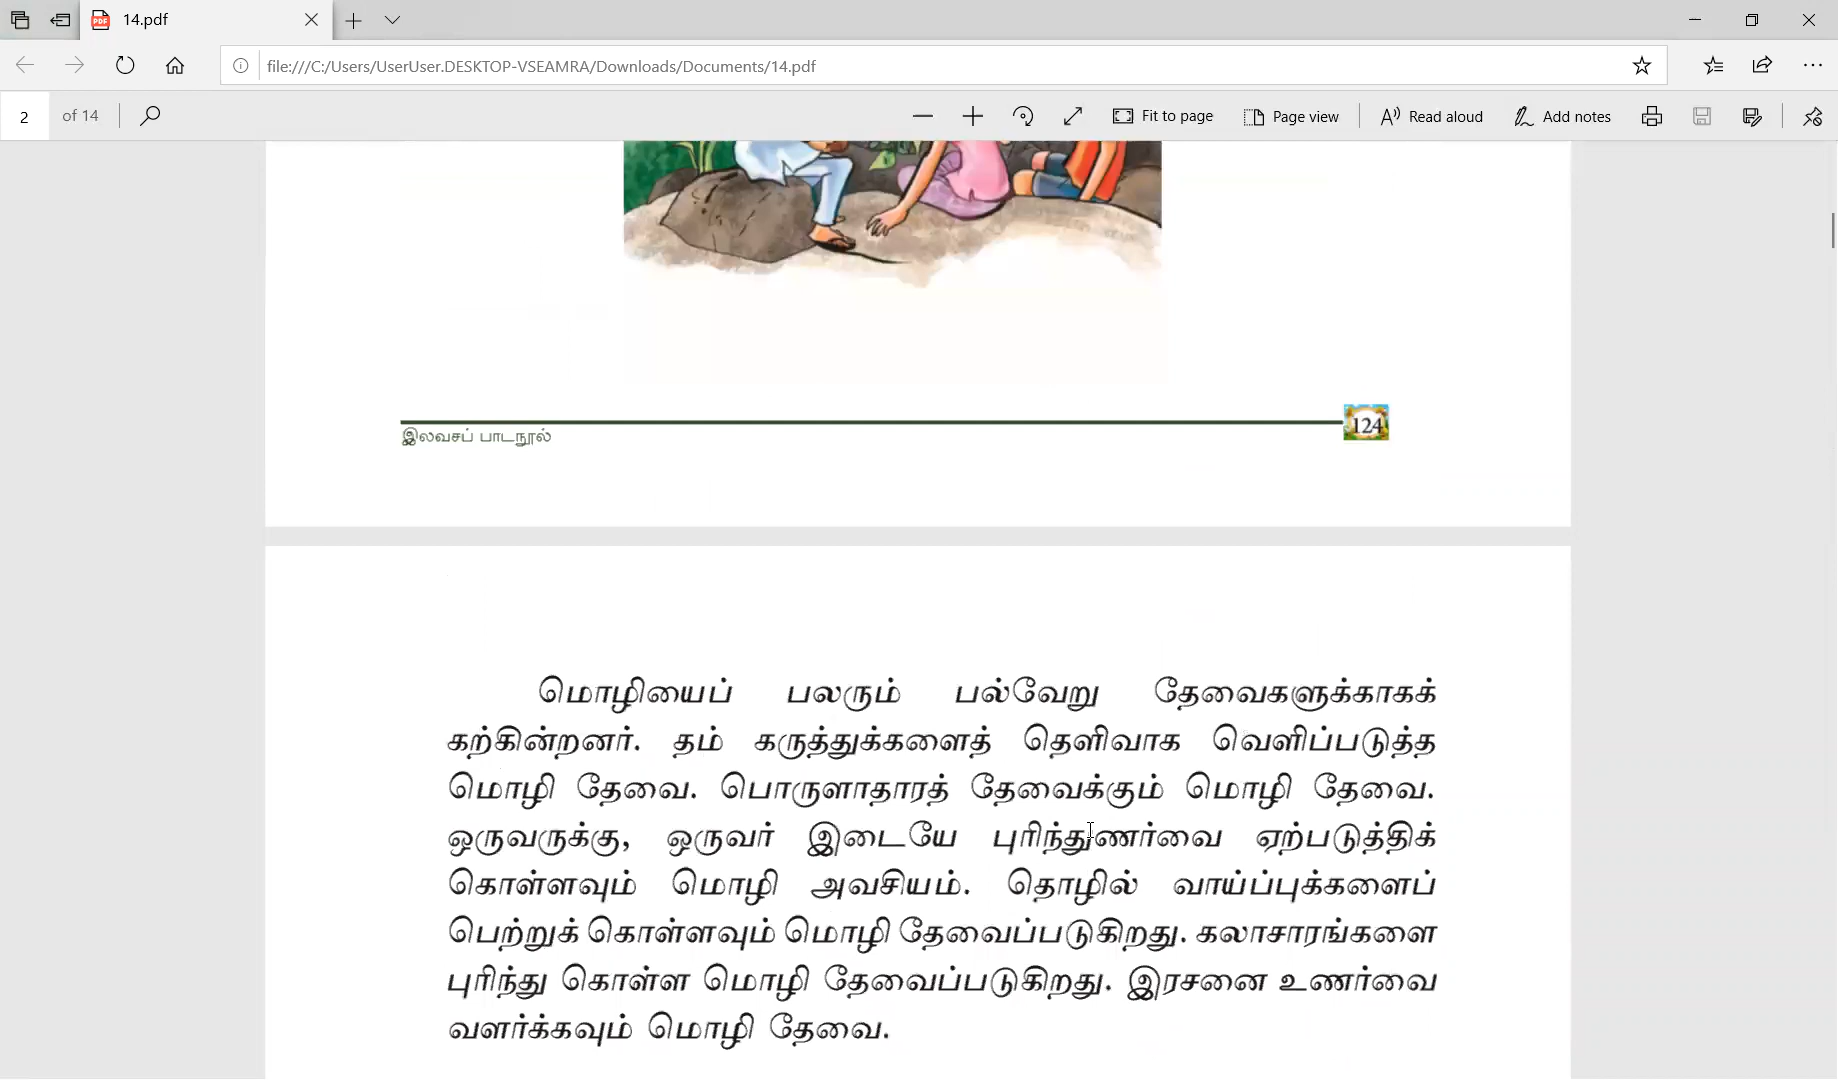 14.pdf
file:///C:/Users/UserUser.DESKTOP-VSEAMRA/Downloads/Documents/14.pdf
2 of 14 Fit to page Page view Read aloud Add notes
124
இலவசப் பாடநூல்
மொழியைப் பலரும் பல்வேறு தேவைகளுக்காகக்
கற்கின்றனர். தம் கருத்துக்களைத் தெளிவாக வெளிப்படுத்த
மொழி தேவை. பொருளாதாரத் தேவைக்கும் மொழி தேவை.
ஒருவருக்கு, ஒருவர் இடையே புரிந்துணர்வை ஏற்படுத்திக்
கொள்ளவும் மொழி அவசியம். தொழில் வாய்ப்புக்களைப்
பெற்றுக் கொள்ளவும் மொழி தேவைப்படுகிறது. கலாசாரங்களை
புரிந்து கொள்ள மொழி தேவைப்படுகிறது. இரசனை உணர்வை
வளர்க்கவும் மொழி தேவை.